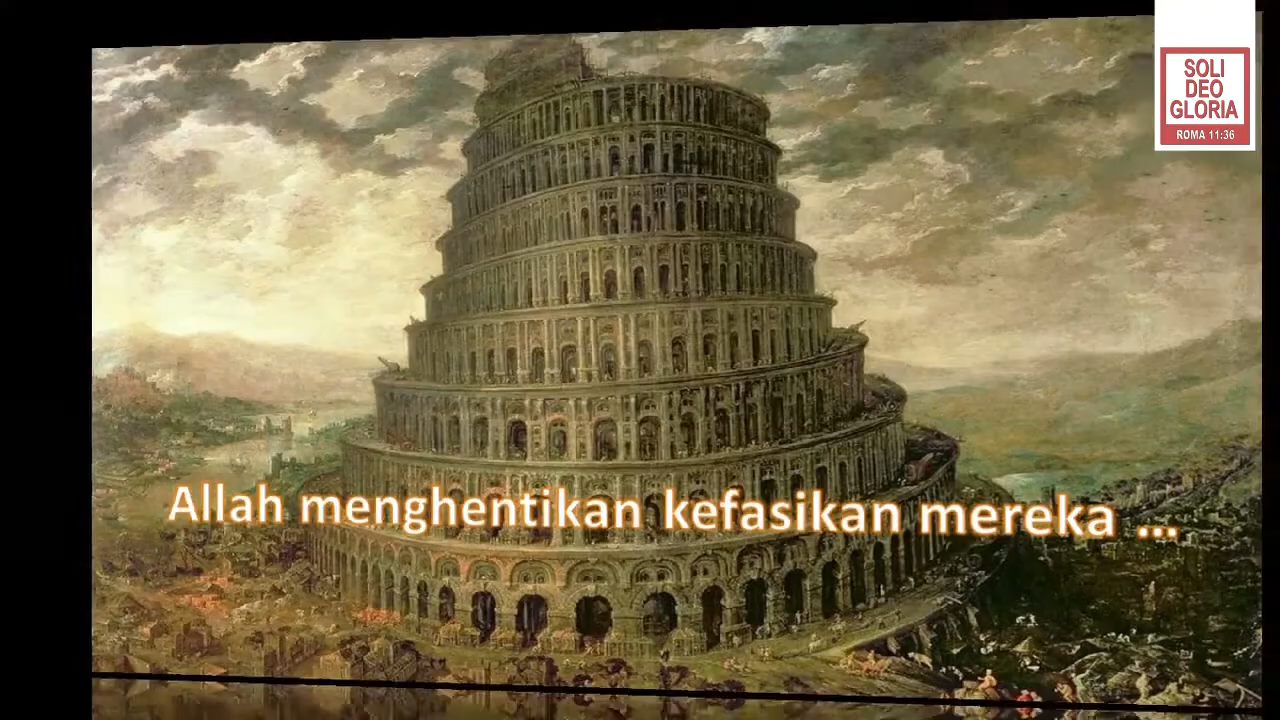 SOLI
DEO
GLORIA
ROMA 11:36
Allah menghentikan kefasikan mereka ...